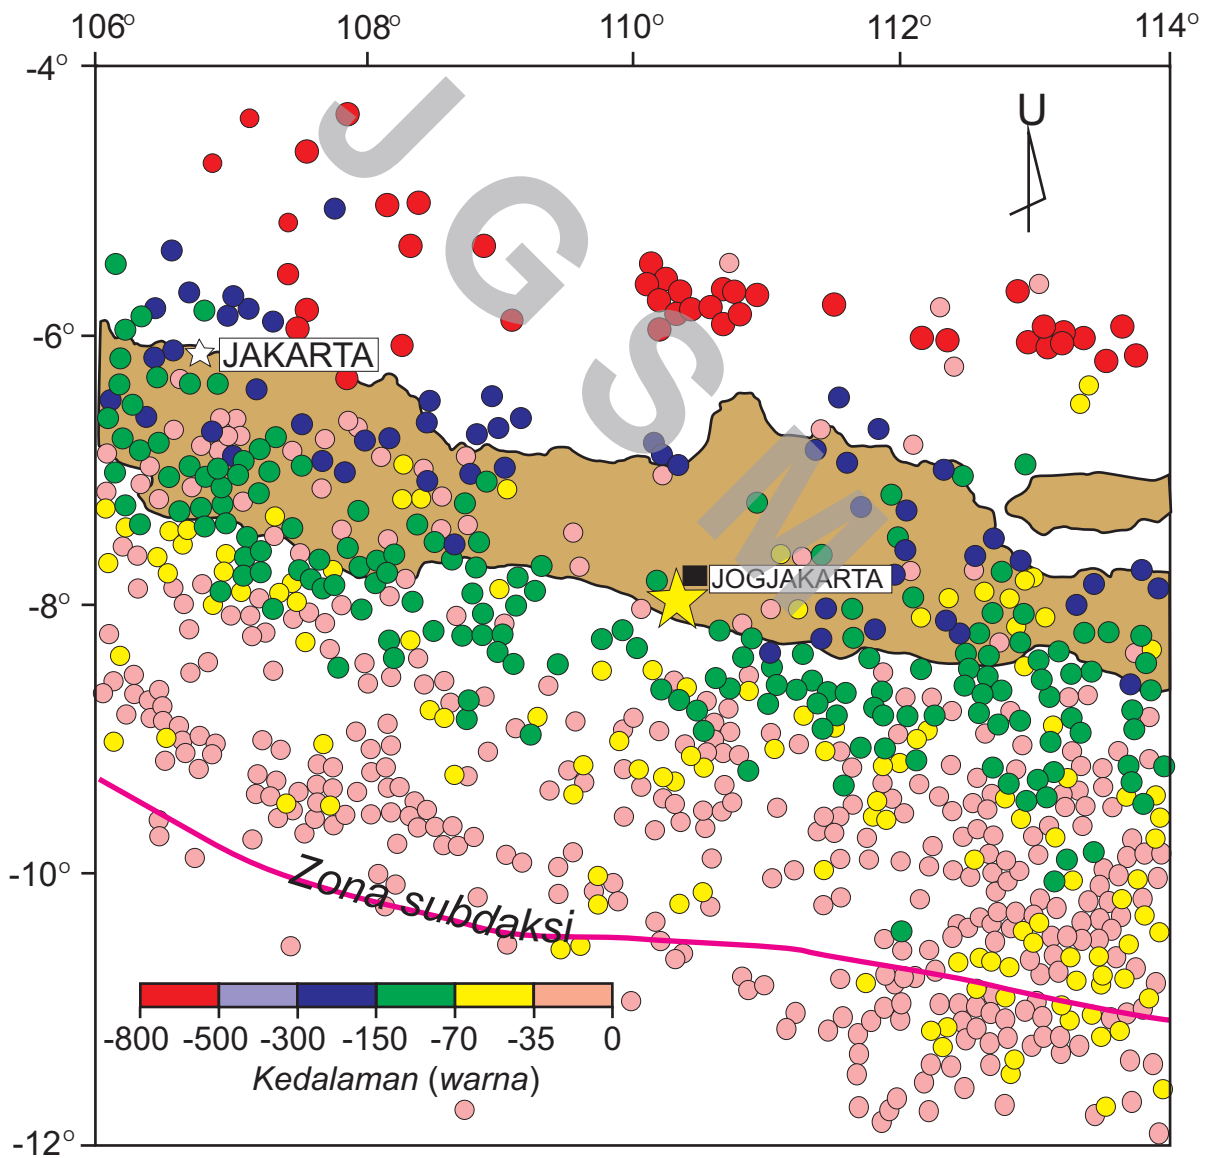 106° 108° 110° 112° 114°
-4°
U
J G S M
-6°
JAKARTA
JOGJAKARTA
-8°
-10°
Zona subdaksi
-800 -500 -300 -150 -70 -35 0
Kedalaman (warna)
-12°